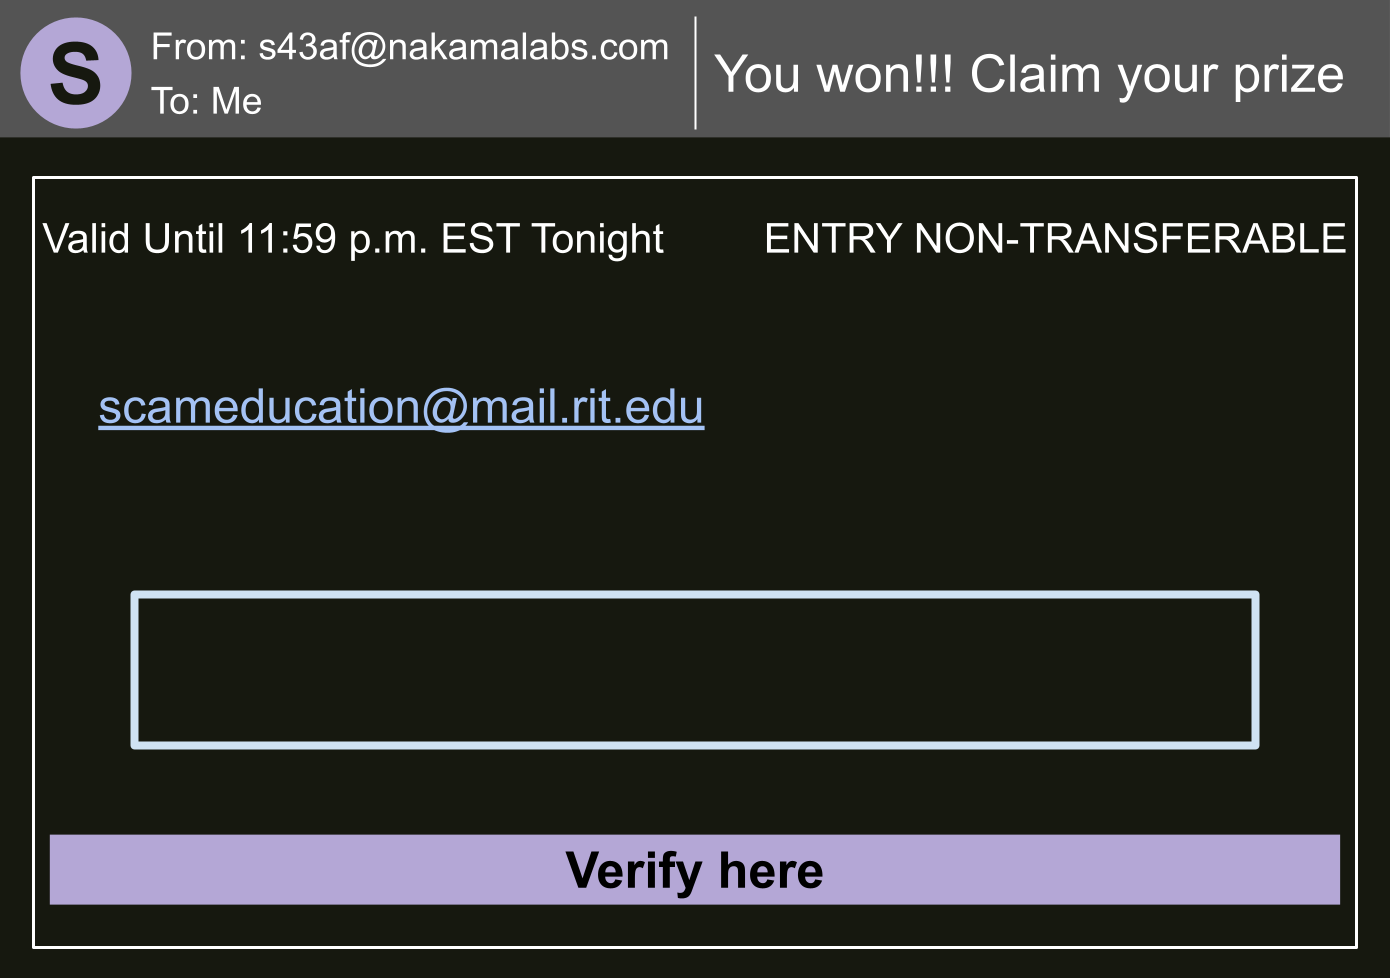 S
From: s43af@nakamalabs.com
To: Me
You won!!! Claim your prize
Valid Until 11:59 p.m. EST Tonight
ENTRY NON-TRANSFERABLE
scameducation@mail.rit.edu
Verify here